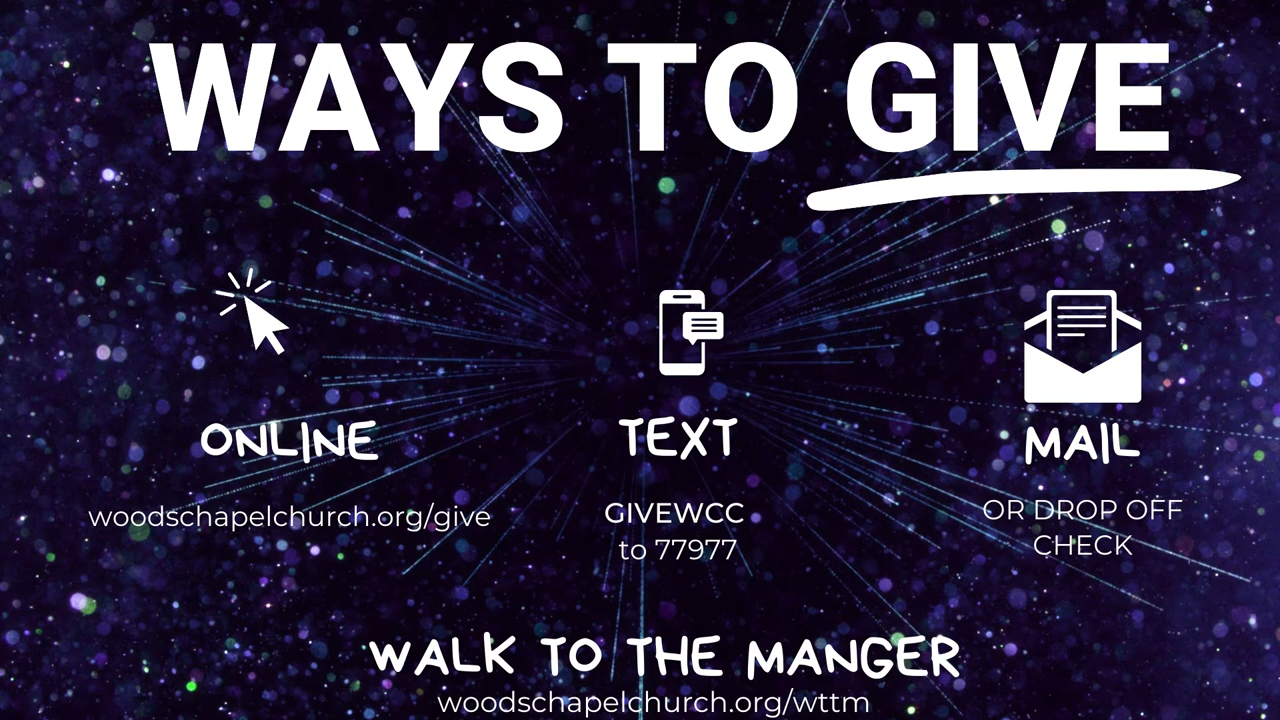 WAYS TO GIVE
ONLINE
woodschapelchurch.org/give
TEXT
GIVEWCC
to 77977
MAIL
OR DROP OFF
CHECK
WALK TO THE MANGER
woodschapelchurch.org/wttm